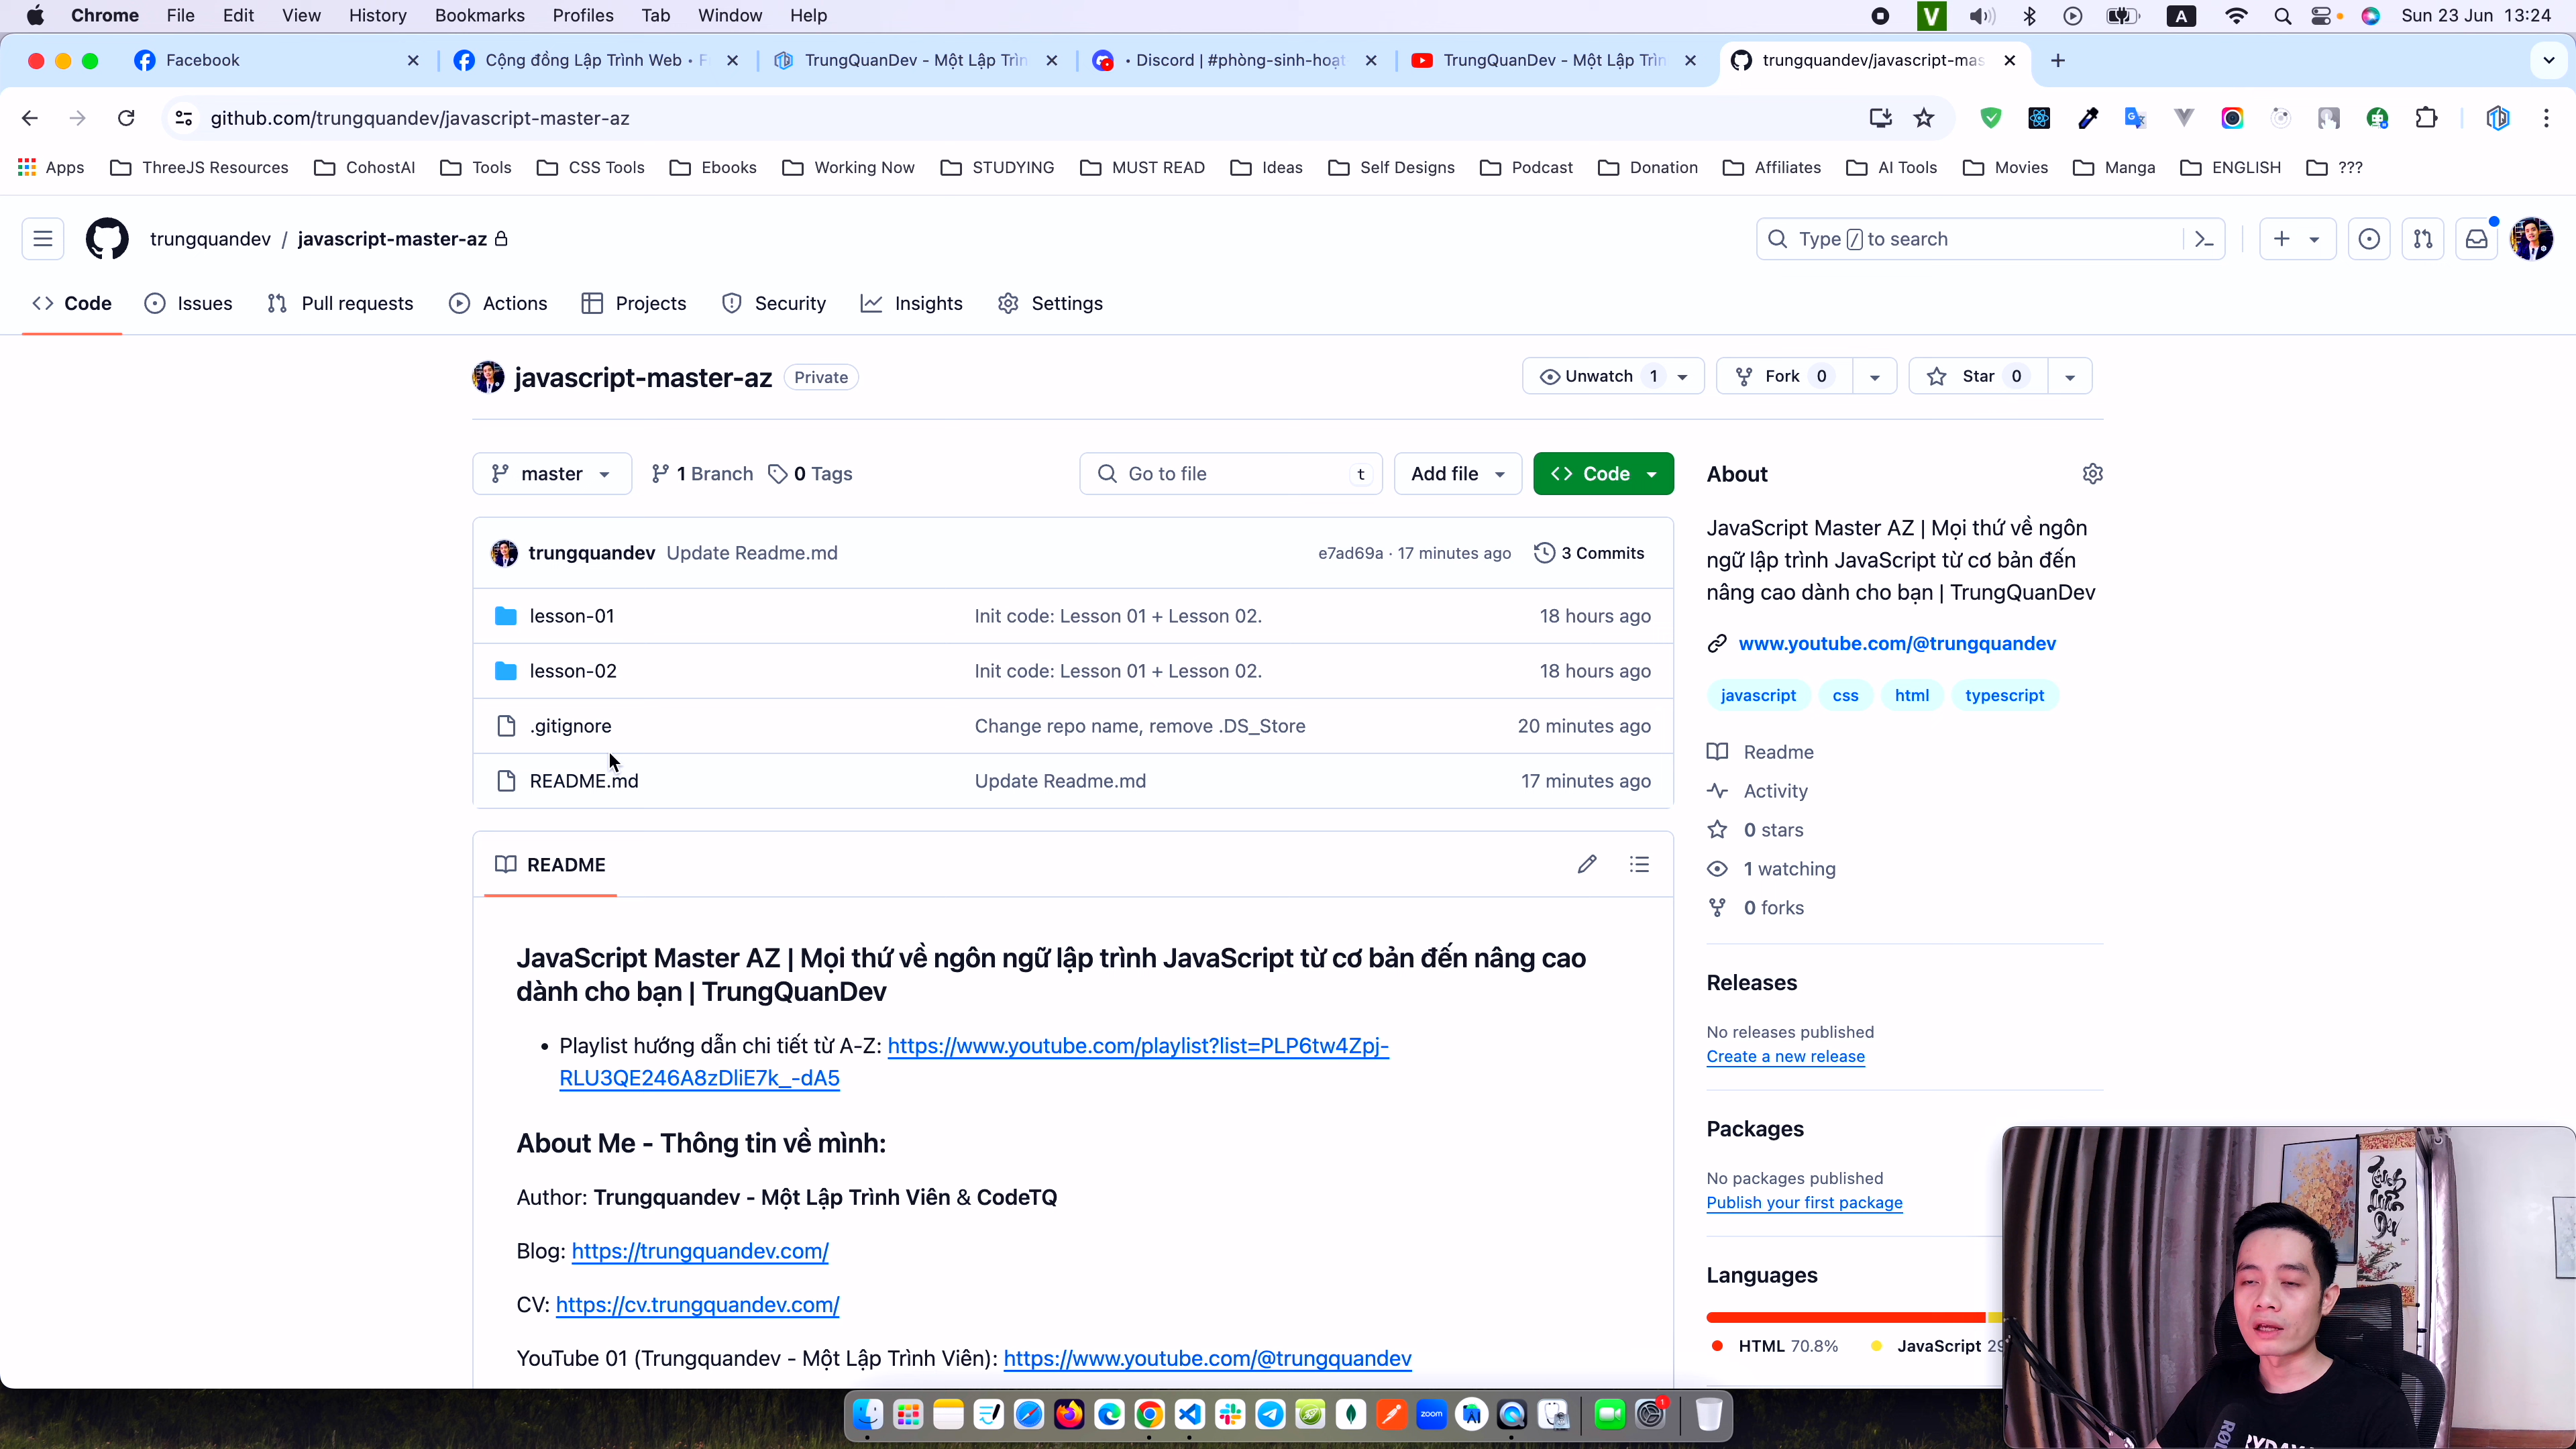 Chrome File Edit View History Bookmarks Profiles Tab Window Help
V A Sun 23 Jun 13:24
Facebook
Cộng đồng Lập Trình Web • F
TrungQuanDev - Một Lập Trìn
• Discord | #phòng-sinh-hoạt
TrungQuanDev - Một Lập Trìn
trungquandev/javascript-mas
github.com/trungquandev/javascript-master-az
Apps ThreeJS Resources CohostAI Tools CSS Tools Ebooks Working Now STUDYING MUST READ Ideas Self Designs Podcast Donation Affiliates AI Tools Movies Manga ENGLISH ???
trungquandev / javascript-master-az
Type / to search
Code Issues Pull requests Actions Projects Security Insights Settings
javascript-master-az Private
Unwatch 1 Fork 0 Star 0
master 1 Branch 0 Tags
Go to file t Add file Code
trungquandev Update Readme.md e7ad69a · 17 minutes ago 3 Commits
lesson-01 Init code: Lesson 01 + Lesson 02. 18 hours ago
lesson-02 Init code: Lesson 01 + Lesson 02. 18 hours ago
.gitignore Change repo name, remove .DS_Store 20 minutes ago
README.md Update Readme.md 17 minutes ago
README
JavaScript Master AZ | Mọi thứ về ngôn ngữ lập trình JavaScript từ cơ bản đến nâng cao
dành cho bạn | TrungQuanDev
• Playlist hướng dẫn chi tiết từ A-Z: https://www.youtube.com/playlist?list=PLP6tw4Zpj-
RLU3QE246A8zDliE7k_-dA5
About Me - Thông tin về mình:
Author: Trungquandev - Một Lập Trình Viên & CodeTQ
Blog: https://trungquandev.com/
CV: https://cv.trungquandev.com/
YouTube 01 (Trungquandev - Một Lập Trình Viên): https://www.youtube.com/@trungquandev
About
JavaScript Master AZ | Mọi thứ về ngôn
ngữ lập trình JavaScript từ cơ bản đến
nâng cao dành cho bạn | TrungQuanDev
www.youtube.com/@trungquandev
javascript css html typescript
Readme
Activity
0 stars
1 watching
0 forks
Releases
No releases published
Create a new release
Packages
No packages published
Publish your first package
Languages
HTML 70.8% JavaScript 29
zoom
1